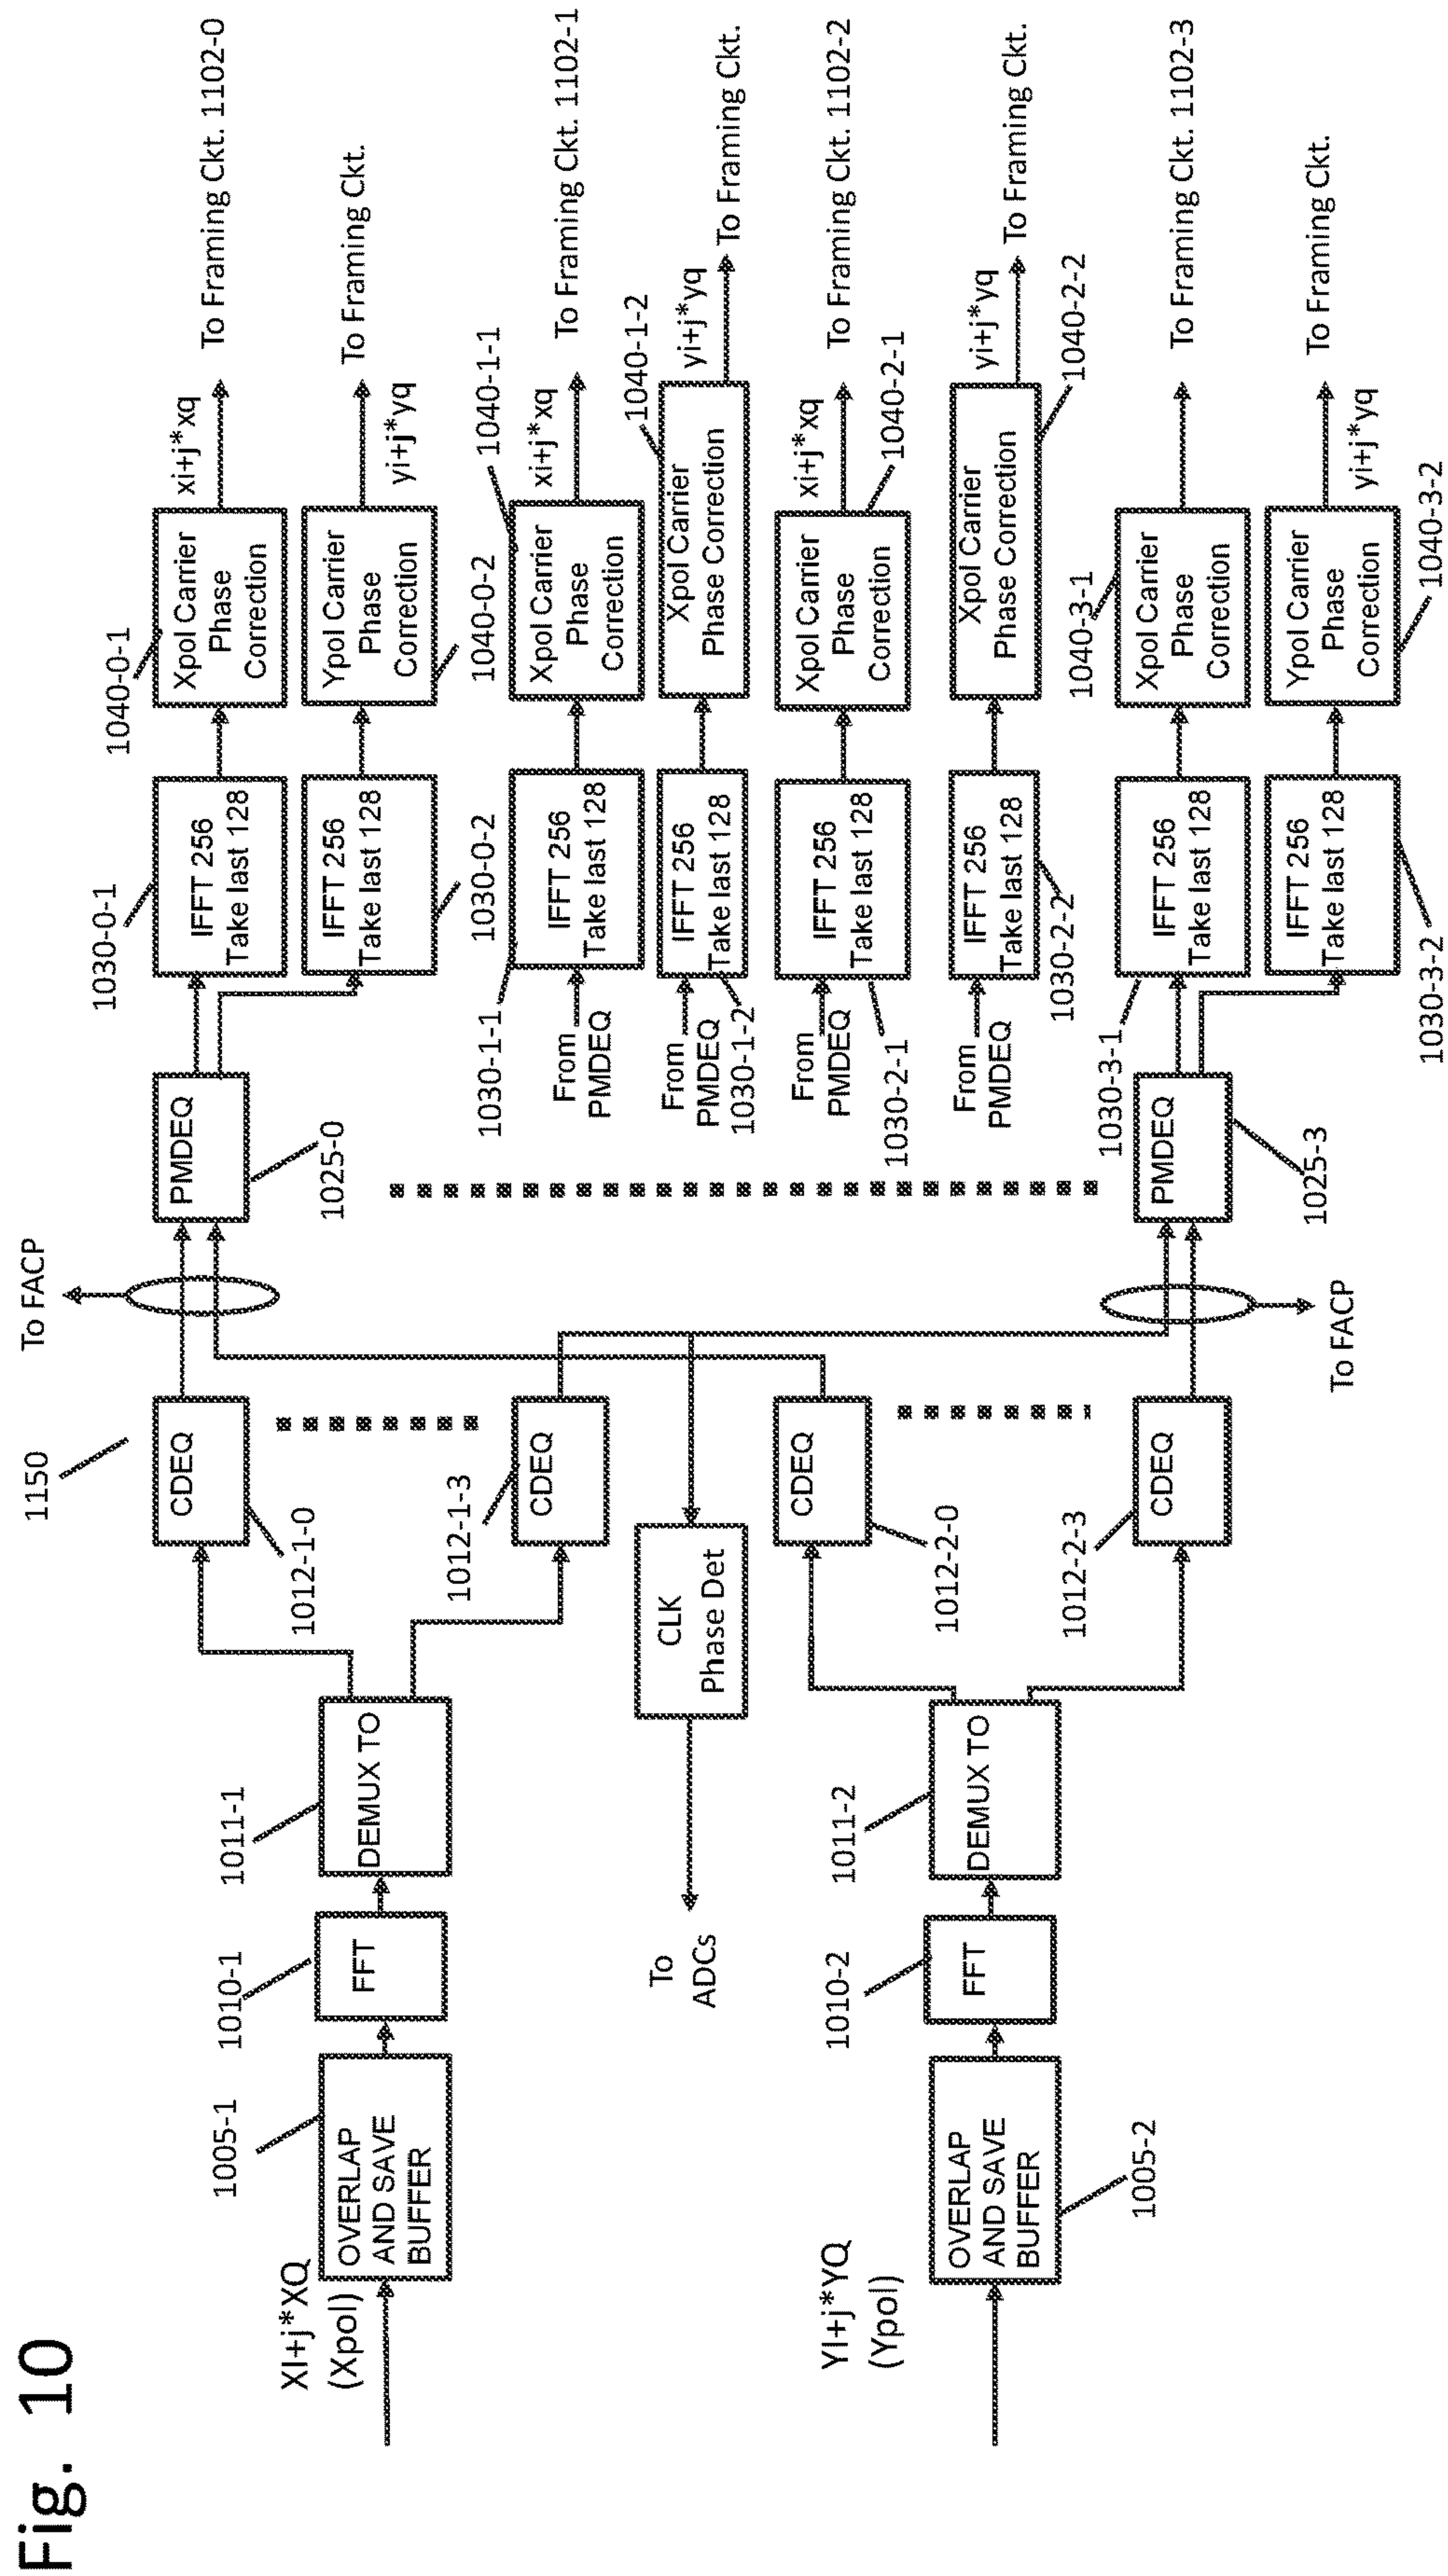 Fig. 10
XI+j*XQ
(Xpol)
1005-1
OVERLAP
AND SAVE
BUFFER
1010-1
FFT
1011-1
DEMUX TO
YI+j*YQ
(Ypol)
1005-2
OVERLAP
AND SAVE
BUFFER
1010-2
FFT
1011-2
DEMUX TO
1150
CDEQ
1012-1-0
CDEQ
1012-1-3
To
ADCs
CLK
Phase Det
CDEQ
1012-2-0
CDEQ
1012-2-3
To FACP
To FACP
PMDEQ
1025-0
PMDEQ
1025-3
1030-0-1
IFFT 256
Take last 128
1040-0-1
Xpol Carrier
Phase
Correction
xi+j*xq
To Framing Ckt. 1102-0
IFFT 256
Take last 128
1030-0-2
Ypol Carrier
Phase
Correction
1040-0-2
yi+j*yq
To Framing Ckt.
From
PMDEQ
1030-1-1
IFFT 256
Take last 128
Xpol Carrier
Phase
Correction
1040-1-1
xi+j*xq
To Framing Ckt. 1102-1
From
PMDEQ
1030-1-2
IFFT 256
Take last 128
Xpol Carrier
Phase Correction
1040-1-2
yi+j*yq
To Framing Ckt.
From
PMDEQ
IFFT 256
Take last 128
1030-2-1
Xpol Carrier
Phase
Correction
1040-2-1
xi+j*xq
To Framing Ckt. 1102-2
From
PMDEQ
IFFT 256
Take last 128
1030-2-2
Xpol Carrier
Phase Correction
1040-2-2
yi+j*yq
To Framing Ckt.
1030-3-1
IFFT 256
Take last 128
1040-3-1
Xpol Carrier
Phase
Correction
To Framing Ckt. 1102-3
IFFT 256
Take last 128
1030-3-2
Ypol Carrier
Phase
Correction
1040-3-2
yi+j*yq
To Framing Ckt.